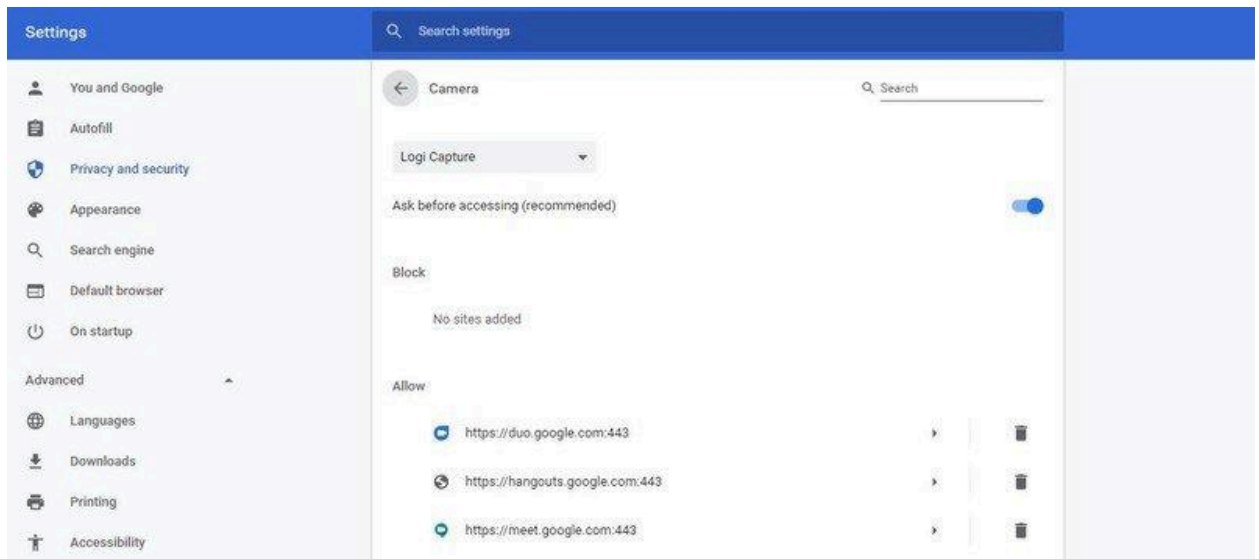 Settings
Search settings
You and Google
Autofill
Privacy and security
Appearance
Search engine
Default browser
On startup
Advanced
Languages
Downloads
Printing
Accessibility
Camera
Search
Logi Capture
Ask before accessing (recommended)
Block
No sites added
Allow
https://duo.google.com:443
https://hangouts.google.com:443
https://meet.google.com:443